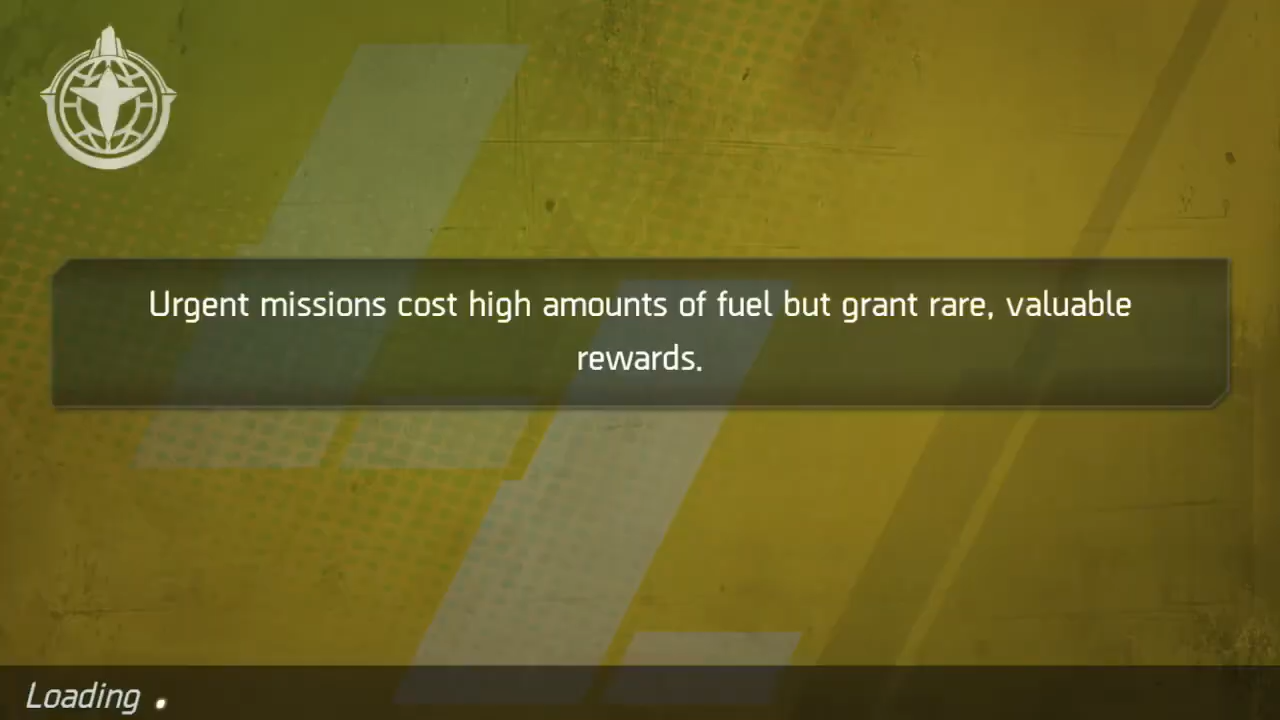 Urgent missions cost high amounts of fuel but grant rare, valuable
rewards.
Loading .